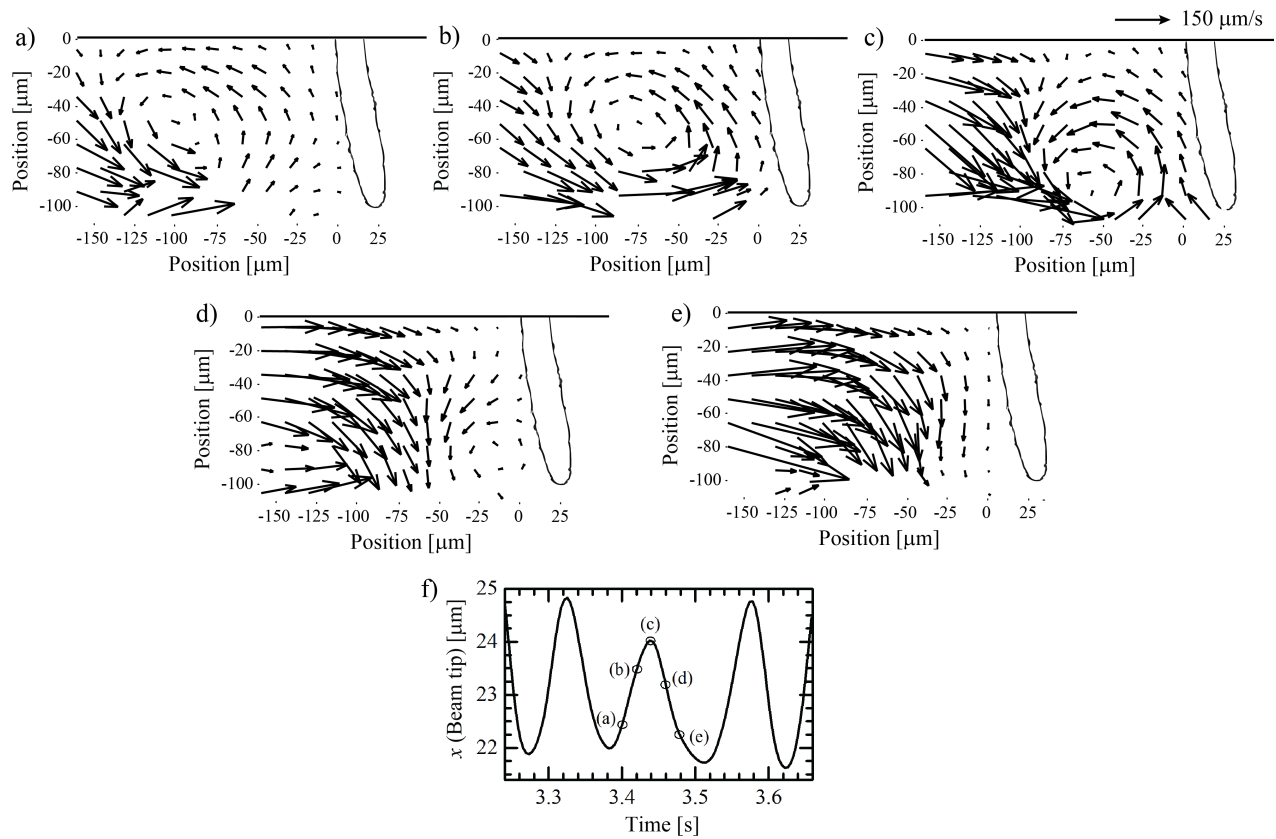 150 μm/s
a)
0
-20
-40
-60
-80
-100
Position [μm]
-150 -125 -100 -75 -50 -25 0 25
Position [μm]
b)
0
-20
-40
-60
-80
-100
Position [μm]
-150 -125 -100 -75 -50 -25 0 25
Position [μm]
c)
0
-20
-40
-60
-80
-100
Position [μm]
-150 -125 -100 -75 -50 -25 0 25
Position [μm]
d)
0
-20
-40
-60
-80
-100
Position [μm]
-150 -125 -100 -75 -50 -25 0 25
Position [μm]
e)
0
-20
-40
-60
-80
-100
Position [μm]
-150 -125 -100 -75 -50 -25 0 25
Position [μm]
f)
25
24
23
22
x (Beam tip) [μm]
(c)
(b)
(d)
(a)
(e)
3.3 3.4 3.5 3.6
Time [s]